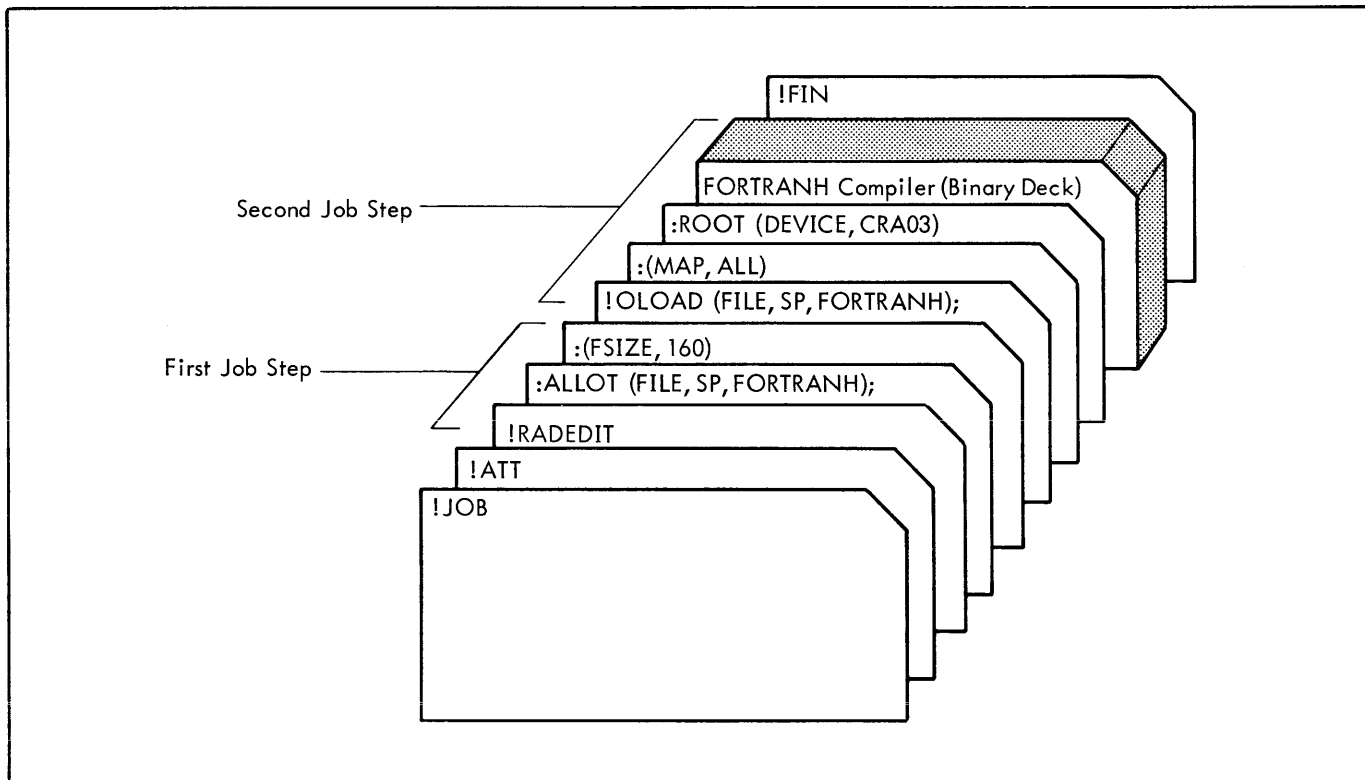 !FIN
FORTRANH Compiler (Binary Deck)
Second Job Step
:ROOT (DEVICE, CRA03)
:(MAP, ALL)
!OLOAD (FILE, SP, FORTRANH);
:(FSIZE, 160)
First Job Step
:ALLOT (FILE, SP, FORTRANH);
!RADEDIT
!ATT
!JOB